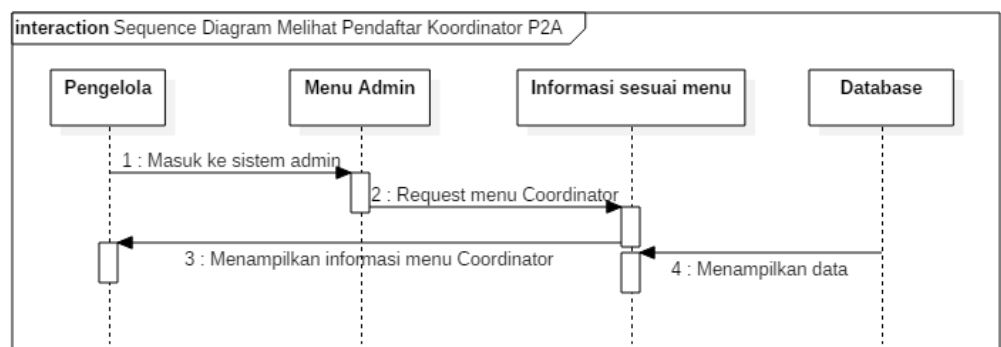 interaction Sequence Diagram Melihat Pendaftar Koordinator P2A
Pengelola
Menu Admin
Informasi sesuai menu
Database
1 : Masuk ke sistem admin
2 : Request menu Coordinator
3 : Menampilkan informasi menu Coordinator
4 : Menampilkan data